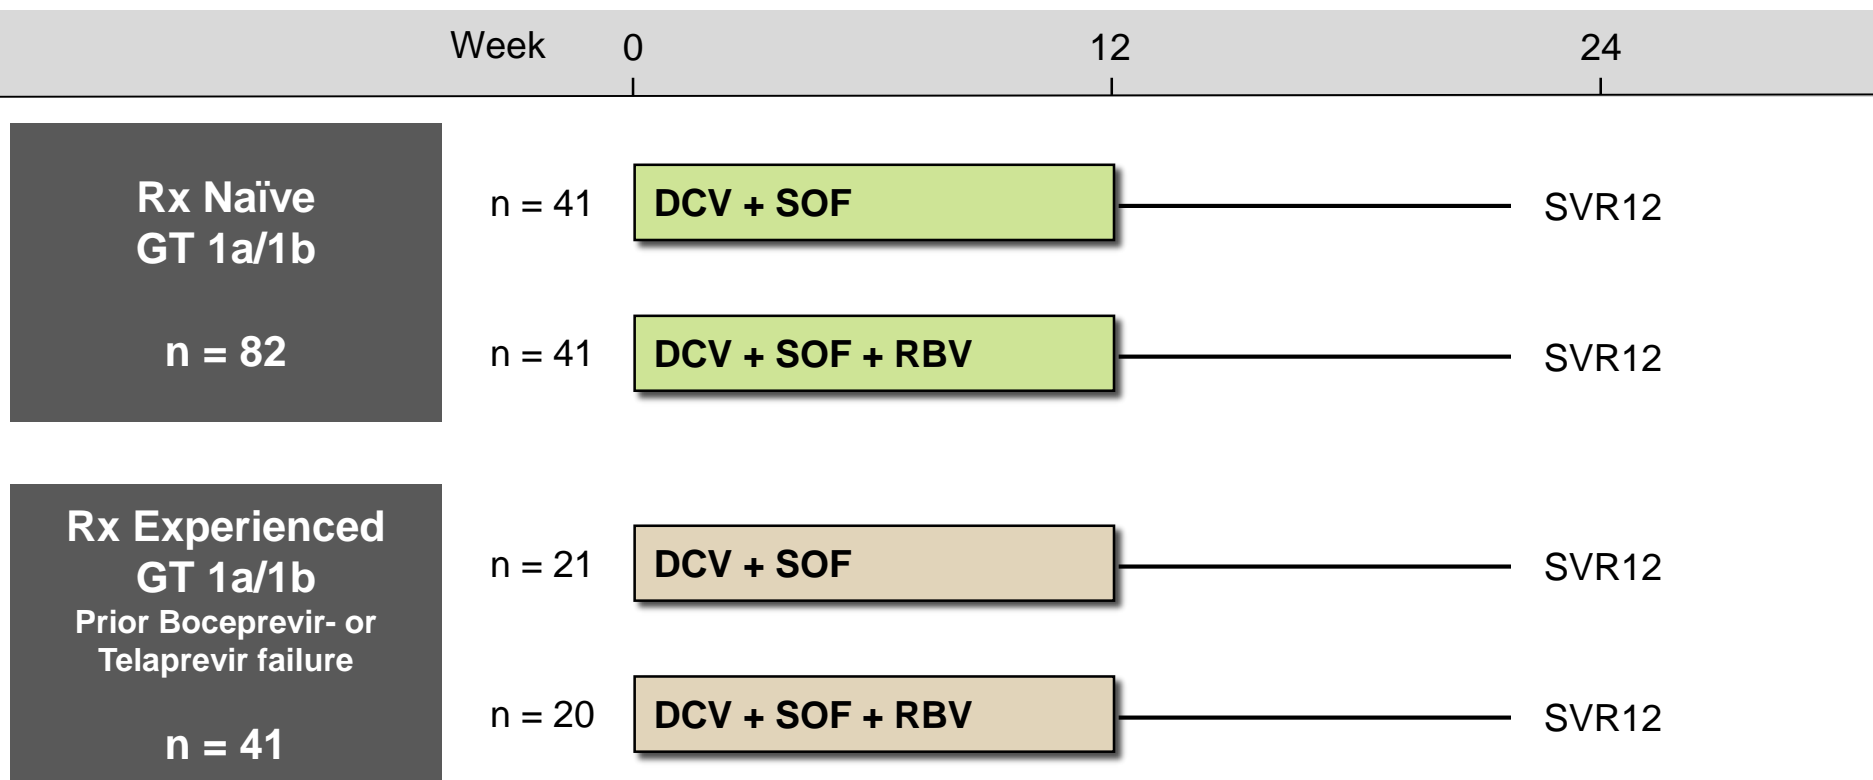 Week 0 12 24
Rx Naïve
GT 1a/1b
n = 82
n = 41 DCV + SOF SVR12
n = 41 DCV + SOF + RBV SVR12
Rx Experienced
GT 1a/1b
Prior Boceprevir- or
Telaprevir failure
n = 41
n = 21 DCV + SOF SVR12
n = 20 DCV + SOF + RBV SVR12